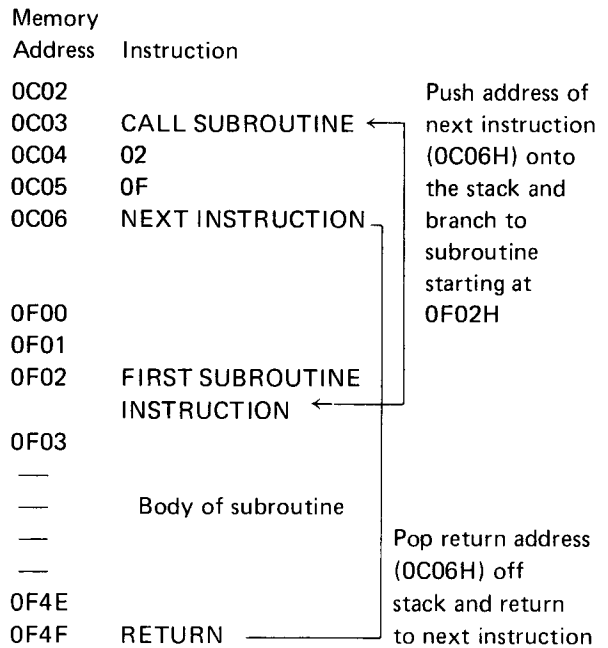 Memory
Address Instruction
0C02
0C03 CALL SUBROUTINE
0C04 02
0C05 0F
0C06 NEXT INSTRUCTION
Push address of
next instruction
(0C06H) onto
the stack and
branch to
subroutine
starting at
0F02H
0F00
0F01
0F02 FIRST SUBROUTINE
INSTRUCTION
0F03
—
— Body of subroutine
—
—
0F4E
0F4F RETURN
Pop return address
(0C06H) off
stack and return
to next instruction